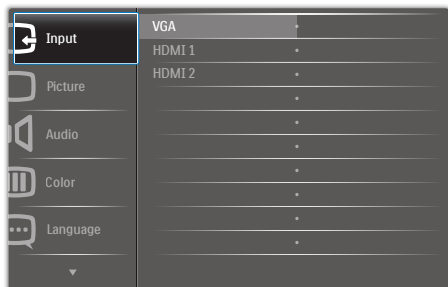 Input
Picture
Audio
Color
Language
VGA
HDMI 1
HDMI 2